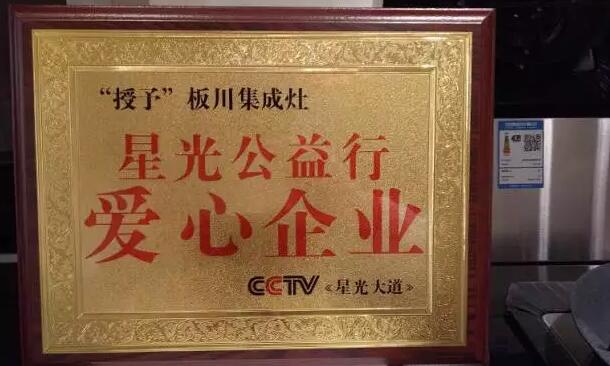 “授予”板川集成灶
星光公益行
爱心企业
CCTV《星光大道》